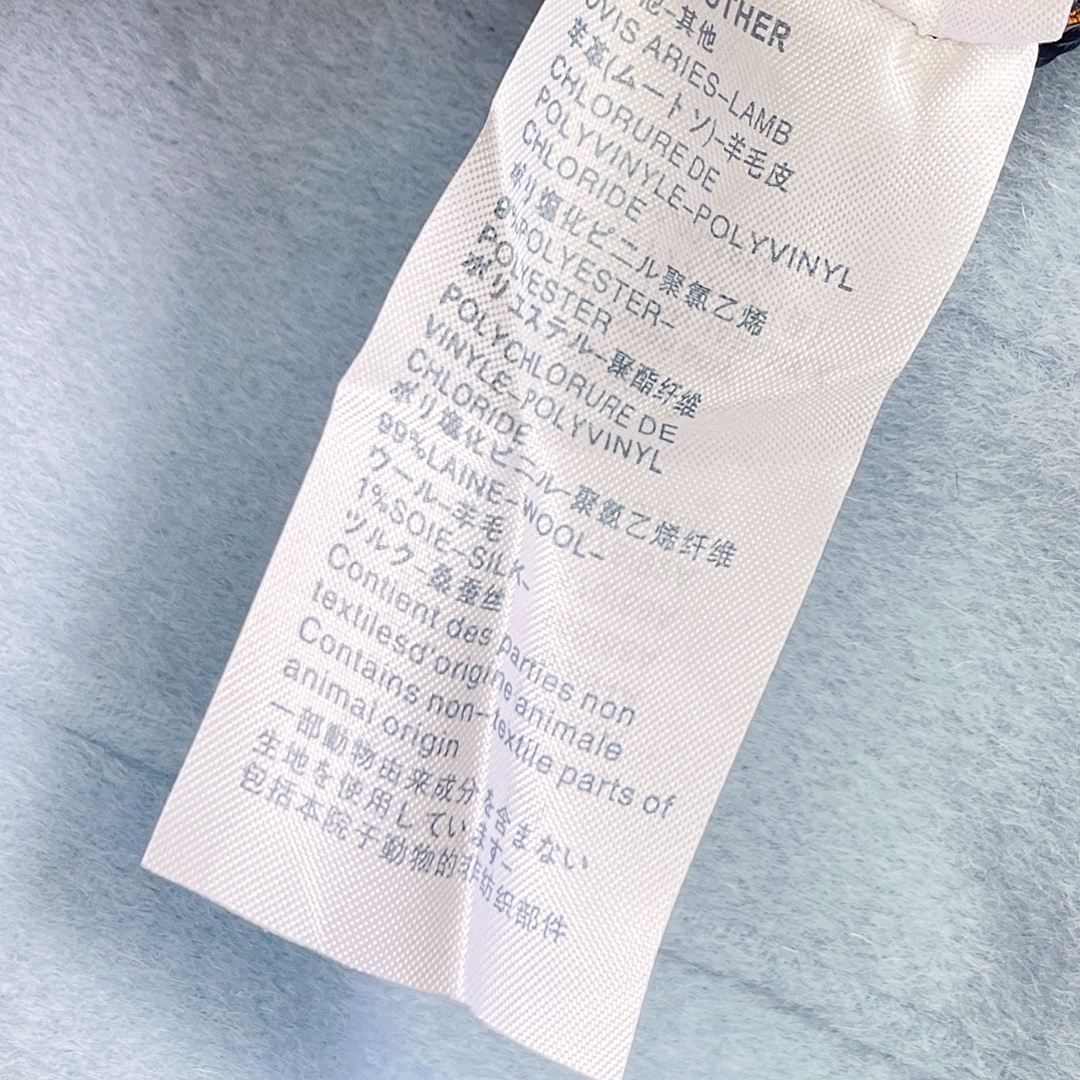 OTHER
他-其他
OVIS ARIES-LAMB
羊革(ムートン)-羊毛皮
CHLORURE DE
POLYVINYLE-POLYVINYL
CHLORIDE
ポリ塩化ビニル聚氯乙烯
9%POLYESTER-
POLYESTER
ポリエステル-聚酯纤维
POLYCHLORURE DE
VINYLE-POLYVINYL
CHLORIDE
ポリ塩化ビニル-聚氯乙烯纤维
99%LAINE-WOOL-
ウール-羊毛
1%SOIE-SILK-
ツルク-桑蚕丝
Contient des parties non
textilesd'origine animale
Contains non-textile parts of
animal origin
一部動物由来成分を含まない
生地を使用しています-
包括本院于動物的非纺织部件